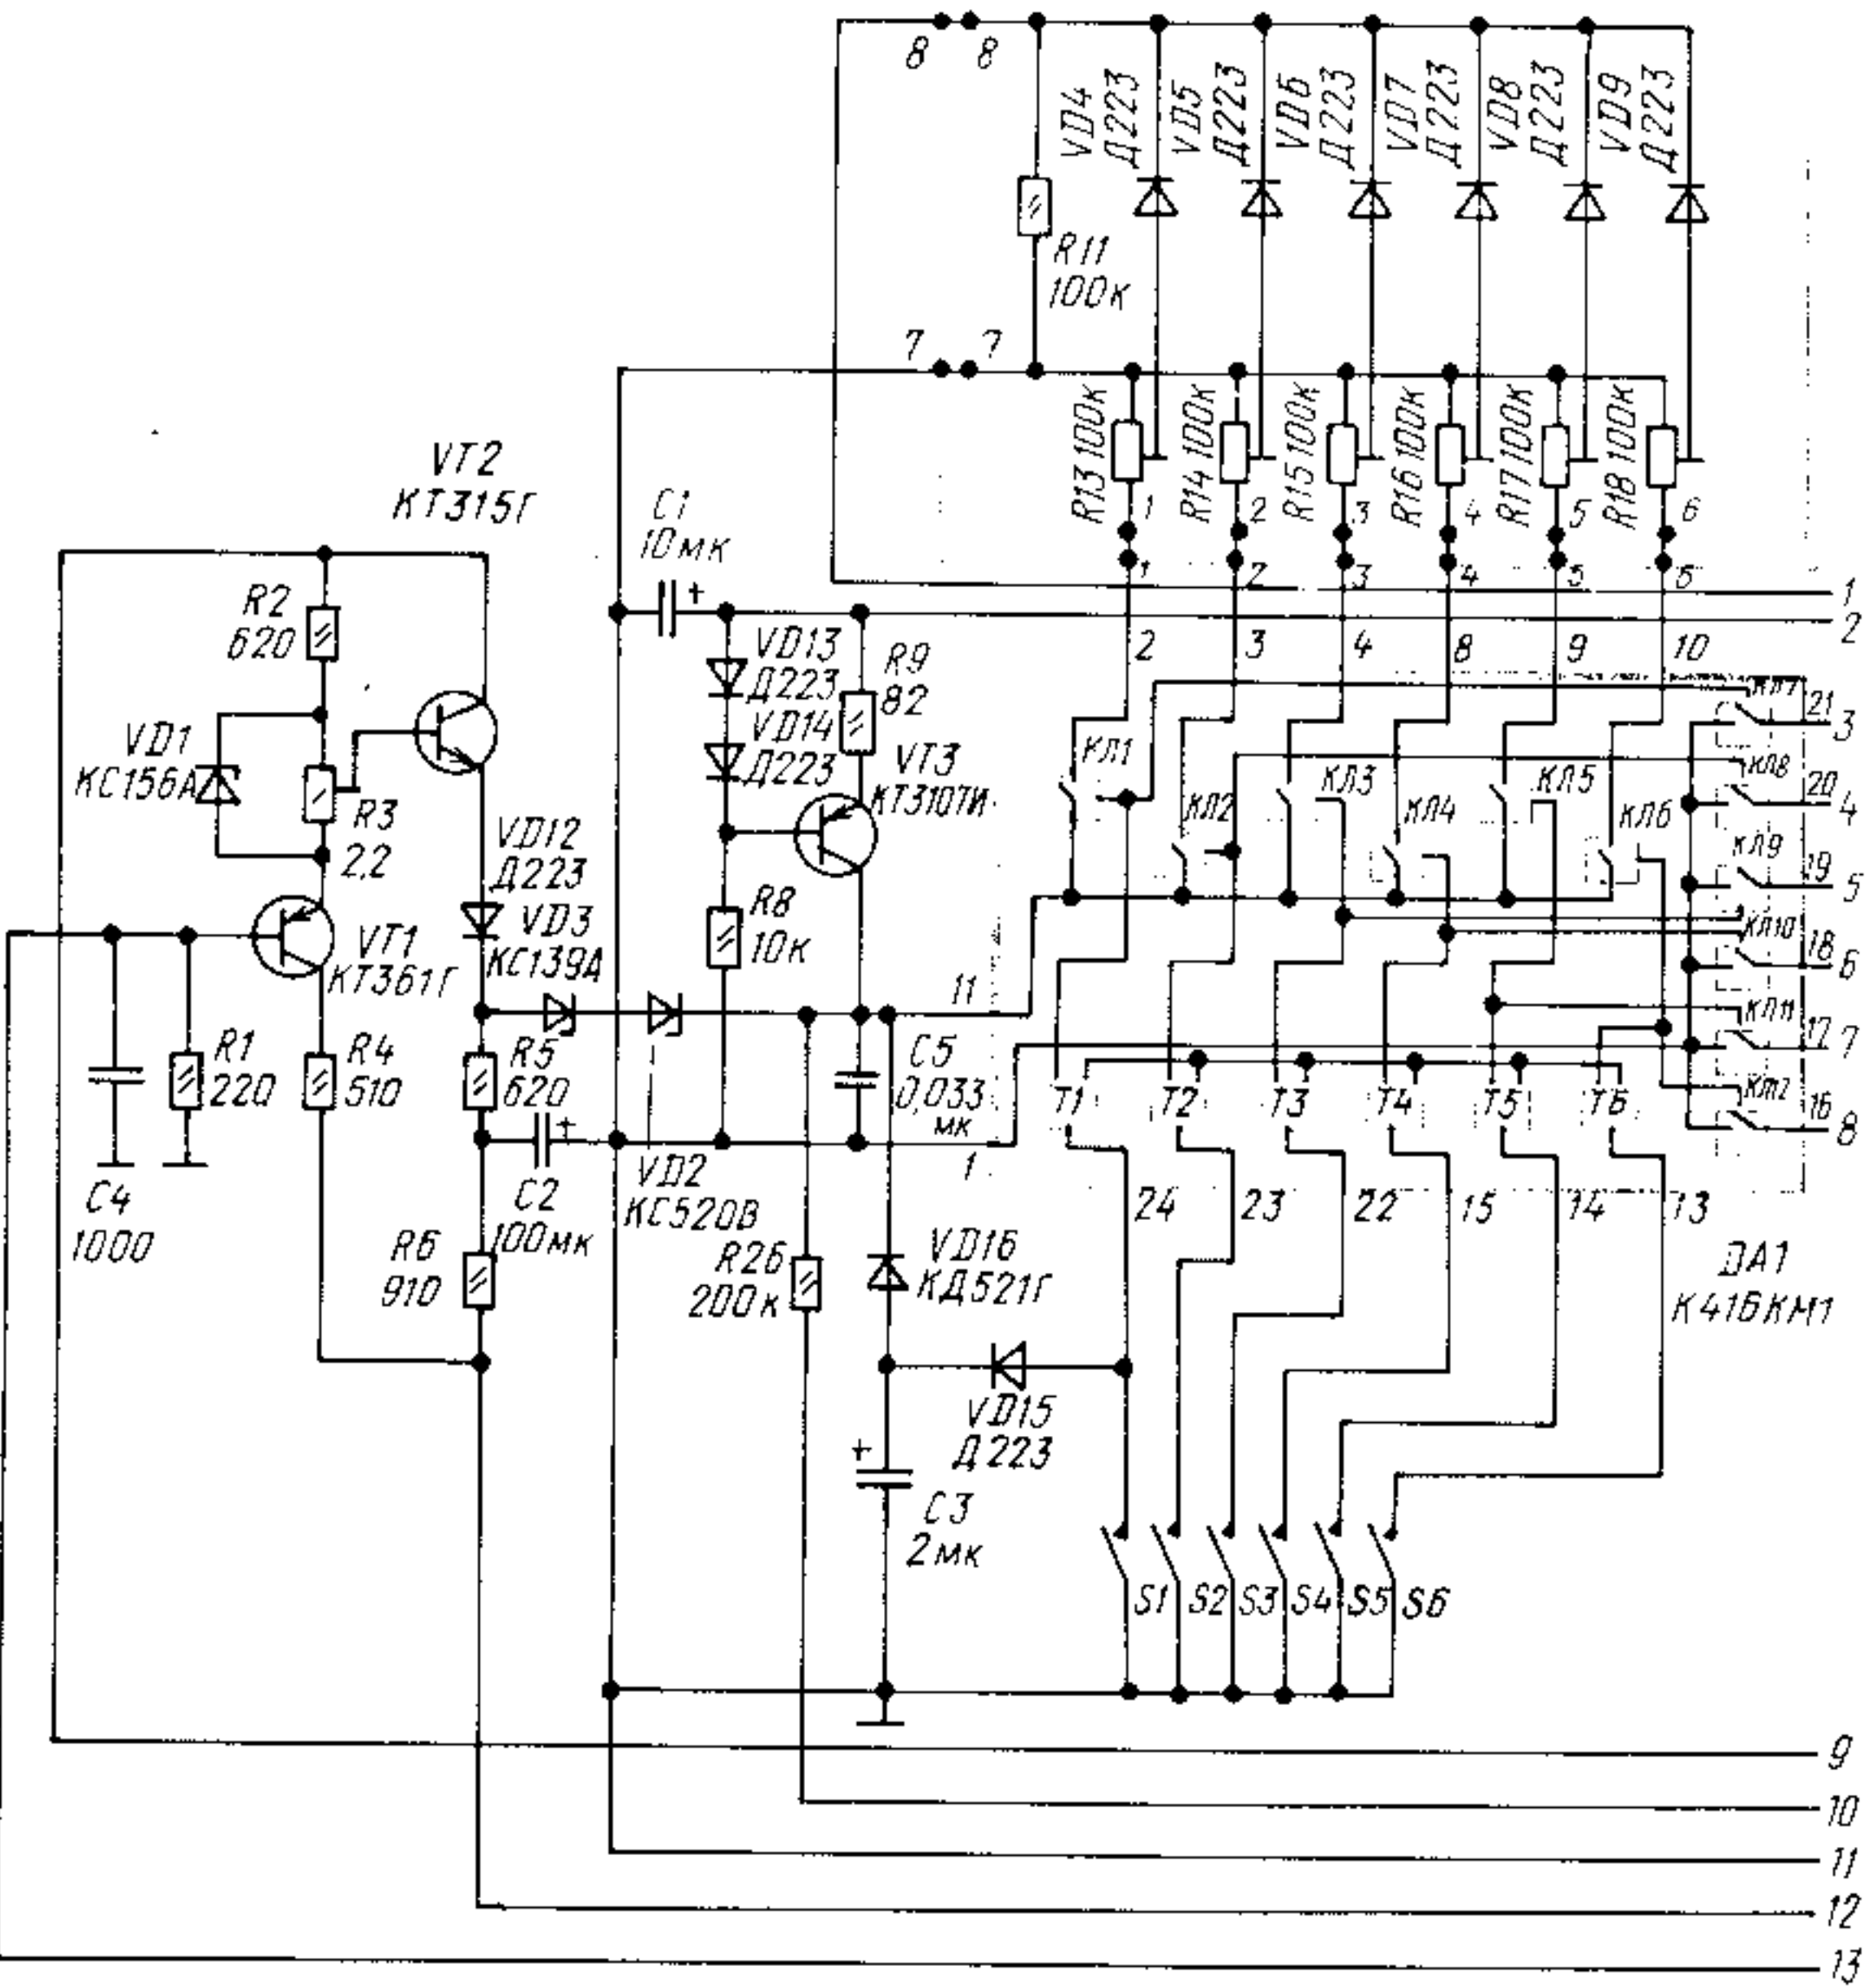 8 8
VD4
Д223
VD5
Д223
VD6
Д223
VD7
Д223
VD8
Д223
VD9
Д223
R11
100к
7 7
R13 100к
R14 100к
R15 100к
R16 100к
R17 100к
R18 100к
1 2 3 4 5 6
1 2 3 4 5 6
1
2
VT2
КТ315Г
C1
10мк
+
R2
620
VD13
Д223
R9
82
2 3 4 8 9 10
КЛ7
21
3
VD1
КС156А
VD14
Д223
VT3
КТ3107И
КЛ1
КЛ2
КЛ3
КЛ4
КЛ5
КЛ6
КЛ8
20
4
R3
2,2
VD12
Д223
КЛ9
19
5
VD3
КС139А
R8
10к
VT1
КТ361Г
КЛ10
18
6
11
КЛ11
17
7
R1
220
R4
510
R5
620
C5
0,033
мк
Т1 Т2 Т3 Т4 Т5 Т6
16
8
+
1
C4
1000
C2
100мк
VD2
КС520В
24 23 22 15 14 13
R6
910
R26
200к
VD16
КД521Г
DA1
К416КМ1
VD15
Д223
+
C3
2мк
S1 S2 S3 S4 S5 S6
9
10
11
12
13